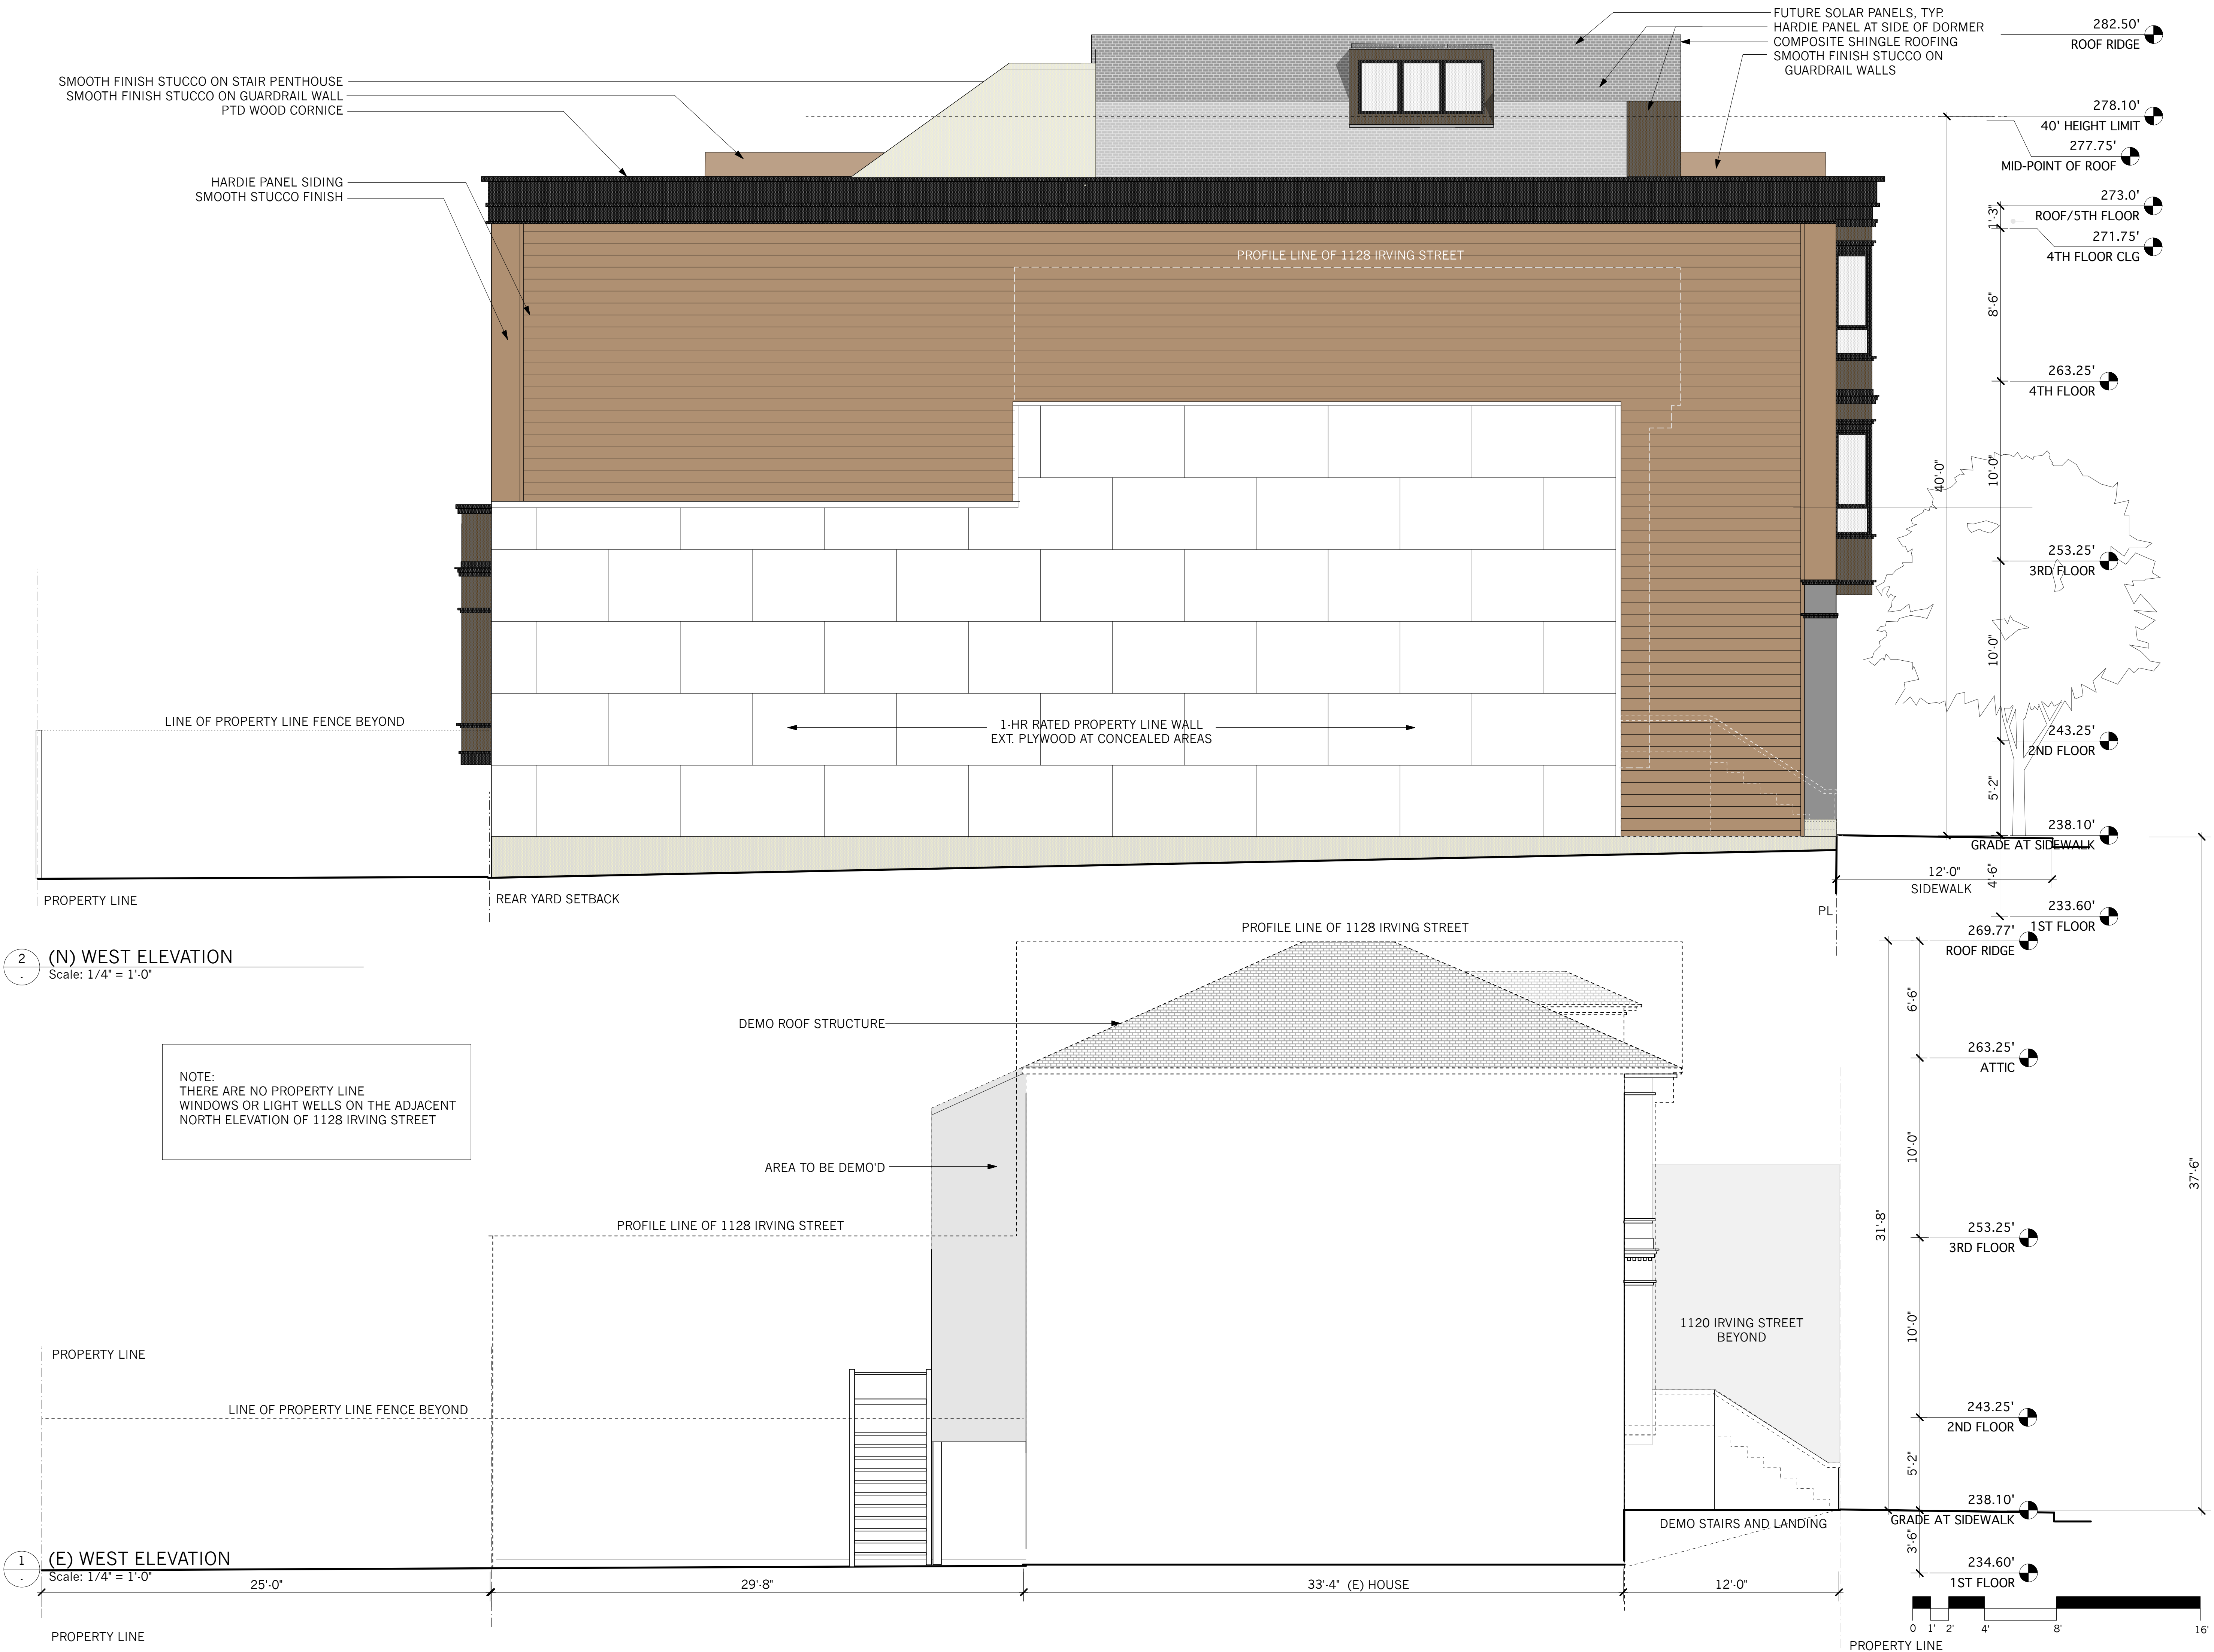 FUTURE SOLAR PANELS, TYP.
HARDIE PANEL AT SIDE OF DORMER
COMPOSITE SHINGLE ROOFING
SMOOTH FINISH STUCCO ON
GUARDRAIL WALLS
SMOOTH FINISH STUCCO ON STAIR PENTHOUSE
SMOOTH FINISH STUCCO ON GUARDRAIL WALL
PTD WOOD CORNICE
HARDIE PANEL SIDING
SMOOTH STUCCO FINISH
282.50'
ROOF RIDGE
278.10'
40' HEIGHT LIMIT
277.75'
MID-POINT OF ROOF
273.0'
ROOF/5TH FLOOR
271.75'
4TH FLOOR CLG
263.25'
4TH FLOOR
253.25'
3RD FLOOR
243.25'
2ND FLOOR
238.10'
GRADE AT SIDEWALK
233.60'
1ST FLOOR
1'-3"
8'-6"
10'-0"
10'-0"
5'-2"
4'-6"
40'-0"
PROFILE LINE OF 1128 IRVING STREET
LINE OF PROPERTY LINE FENCE BEYOND
1-HR RATED PROPERTY LINE WALL
EXT. PLYWOOD AT CONCEALED AREAS
12'-0"
SIDEWALK
PROPERTY LINE
REAR YARD SETBACK
PL
2
-
(N) WEST ELEVATION
Scale: 1/4" = 1'-0"
PROFILE LINE OF 1128 IRVING STREET
DEMO ROOF STRUCTURE
NOTE:
THERE ARE NO PROPERTY LINE
WINDOWS OR LIGHT WELLS ON THE ADJACENT
NORTH ELEVATION OF 1128 IRVING STREET
AREA TO BE DEMO'D
PROFILE LINE OF 1128 IRVING STREET
1120 IRVING STREET
BEYOND
PROPERTY LINE
LINE OF PROPERTY LINE FENCE BEYOND
DEMO STAIRS AND LANDING
269.77'
ROOF RIDGE
263.25'
ATTIC
253.25'
3RD FLOOR
243.25'
2ND FLOOR
238.10'
GRADE AT SIDEWALK
234.60'
1ST FLOOR
6'-6"
10'-0"
10'-0"
5'-2"
3'-6"
31'-8"
37'-6"
1
-
(E) WEST ELEVATION
Scale: 1/4" = 1'-0"
25'-0"
29'-8"
33'-4" (E) HOUSE
12'-0"
0 1' 2' 4' 8' 16'
PROPERTY LINE
PROPERTY LINE